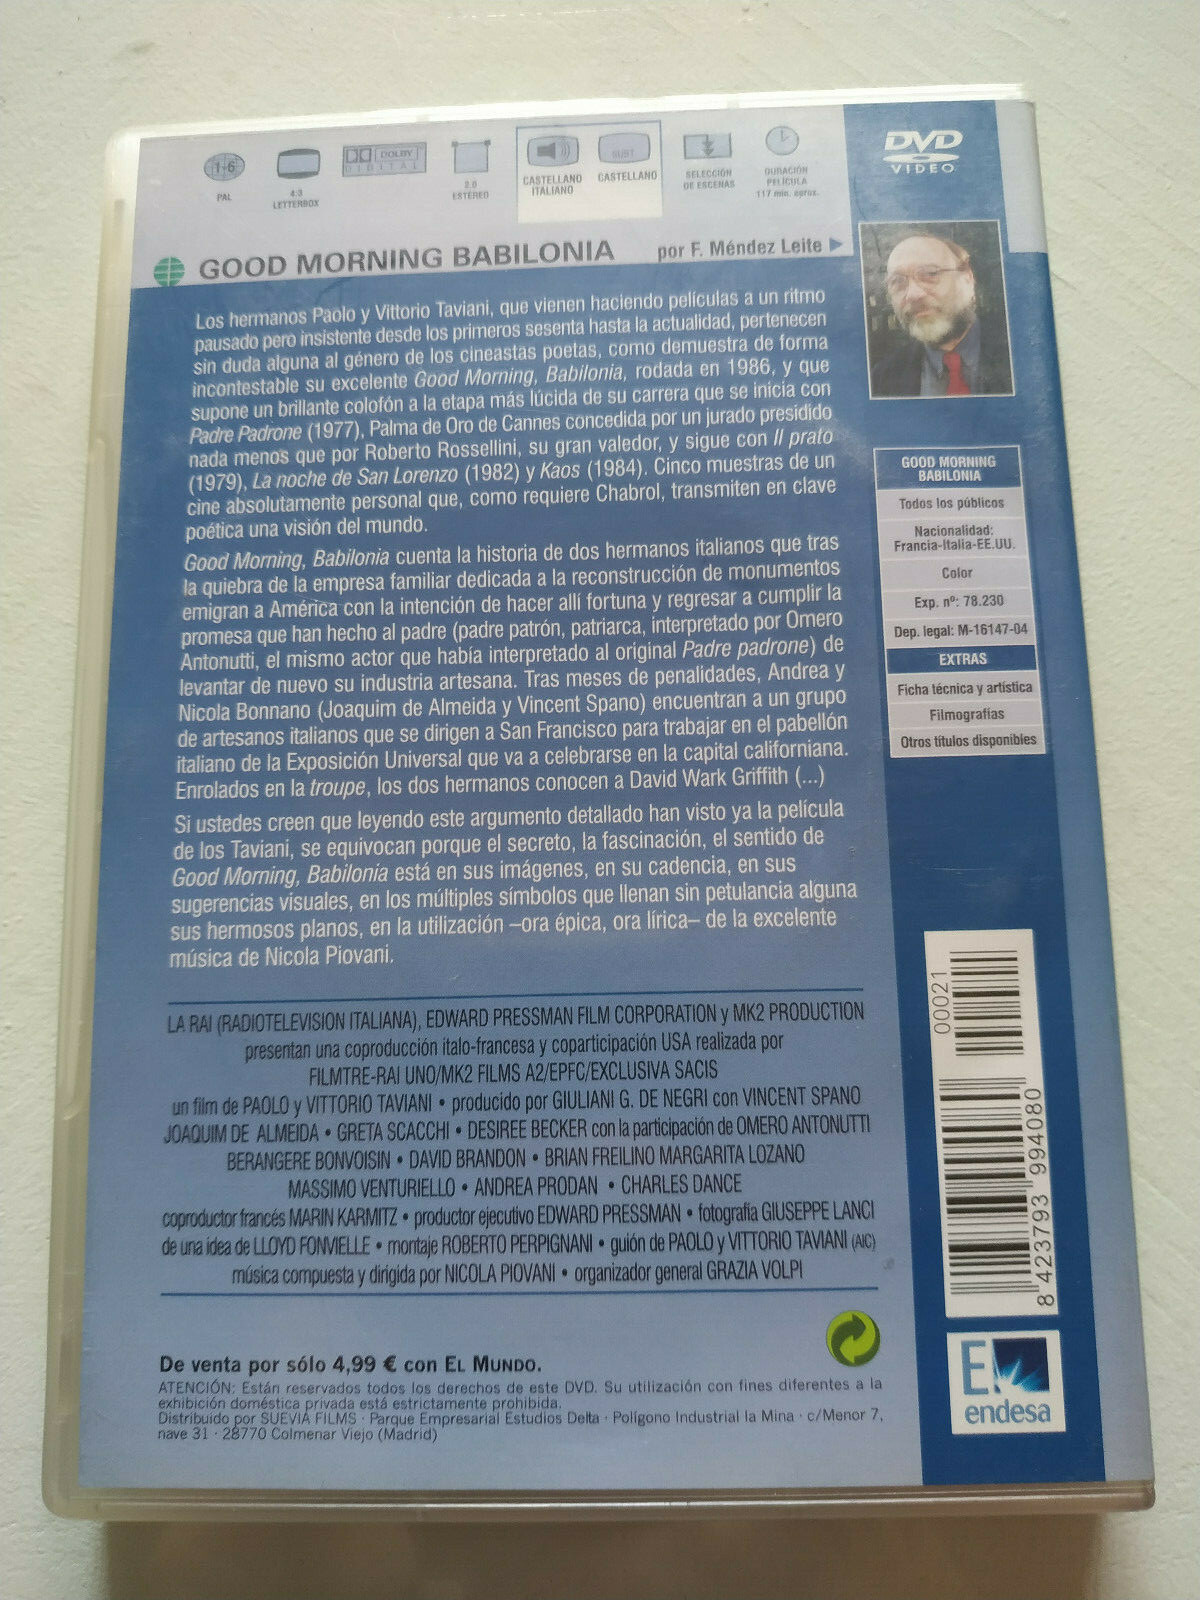 1-6
PAL
4:3
LETTERBOX
DOLBY
DIGITAL
2.0
ESTÉREO
CASTELLANO
ITALIANO
SUBT.
CASTELLANO
SELECCIÓN
DE ESCENAS
DURACIÓN
PELÍCULA
117 min. aprox.
DVD
VIDEO
GOOD MORNING BABILONIA
por F. Méndez Leite
Los hermanos Paolo y Vittorio Taviani, que vienen haciendo películas a un ritmo
pausado pero insistente desde los primeros sesenta hasta la actualidad, pertenecen
sin duda alguna al género de los cineastas poetas, como demuestra de forma
incontestable su excelente Good Morning, Babilonia, rodada en 1986, y que
supone un brillante colofón a la etapa más lúcida de su carrera que se inicia con
Padre Padrone (1977), Palma de Oro de Cannes concedida por un jurado presidido
nada menos que por Roberto Rossellini, su gran valedor, y sigue con Il prato
(1979), La noche de San Lorenzo (1982) y Kaos (1984). Cinco muestras de un
cine absolutamente personal que, como requiere Chabrol, transmiten en clave
poética una visión del mundo.
Good Morning, Babilonia cuenta la historia de dos hermanos italianos que tras
la quiebra de la empresa familiar dedicada a la reconstrucción de monumentos
emigran a América con la intención de hacer allí fortuna y regresar a cumplir la
promesa que han hecho al padre (padre patrón, patriarca, interpretado por Omero
Antonutti, el mismo actor que había interpretado al original Padre padrone) de
levantar de nuevo su industria artesana. Tras meses de penalidades, Andrea y
Nicola Bonnano (Joaquim de Almeida y Vincent Spano) encuentran a un grupo
de artesanos italianos que se dirigen a San Francisco para trabajar en el pabellón
italiano de la Exposición Universal que va a celebrarse en la capital californiana.
Enrolados en la troupe, los dos hermanos conocen a David Wark Griffith (...)
Si ustedes creen que leyendo este argumento detallado han visto ya la película
de los Taviani, se equivocan porque el secreto, la fascinación, el sentido de
Good Morning, Babilonia está en sus imágenes, en su cadencia, en sus
sugerencias visuales, en los múltiples símbolos que llenan sin petulancia alguna
sus hermosos planos, en la utilización –ora épica, ora lírica– de la excelente
música de Nicola Piovani.
GOOD MORNING
BABILONIA
Todos los públicos
Nacionalidad:
Francia-Italia-EE.UU.
Color
Exp. nº: 78.230
Dep. legal: M-16147-04
EXTRAS
Ficha técnica y artística
Filmografías
Otros títulos disponibles
LA RAI (RADIOTELEVISION ITALIANA), EDWARD PRESSMAN FILM CORPORATION y MK2 PRODUCTION
presentan una coproducción italo-francesa y coparticipación USA realizada por
FILMTRE-RAI UNO/MK2 FILMS A2/EPFC/EXCLUSIVA SACIS
un film de PAOLO y VITTORIO TAVIANI • producido por GIULIANI G. DE NEGRI con VINCENT SPANO
JOAQUIM DE ALMEIDA • GRETA SCACCHI • DESIREE BECKER con la participación de OMERO ANTONUTTI
BERANGERE BONVOISIN • DAVID BRANDON • BRIAN FREILINO MARGARITA LOZANO
MASSIMO VENTURIELLO • ANDREA PRODAN • CHARLES DANCE
coproductor francés MARIN KARMITZ • productor ejecutivo EDWARD PRESSMAN • fotografía GIUSEPPE LANCI
de una idea de LLOYD FONVIELLE • montaje ROBERTO PERPIGNANI • guión de PAOLO y VITTORIO TAVIANI (AIC)
música compuesta y dirigida por NICOLA PIOVANI • organizador general GRAZIA VOLPI
De venta por sólo 4,99 € con EL MUNDO.
ATENCIÓN: Están reservados todos los derechos de este DVD. Su utilización con fines diferentes a la
exhibición doméstica privada está estrictamente prohibida.
Distribuido por SUEVIA FILMS · Parque Empresarial Estudios Delta · Polígono Industrial la Mina · c/Menor 7,
nave 31 · 28770 Colmenar Viejo (Madrid)
00021
8 423793 994080
endesa